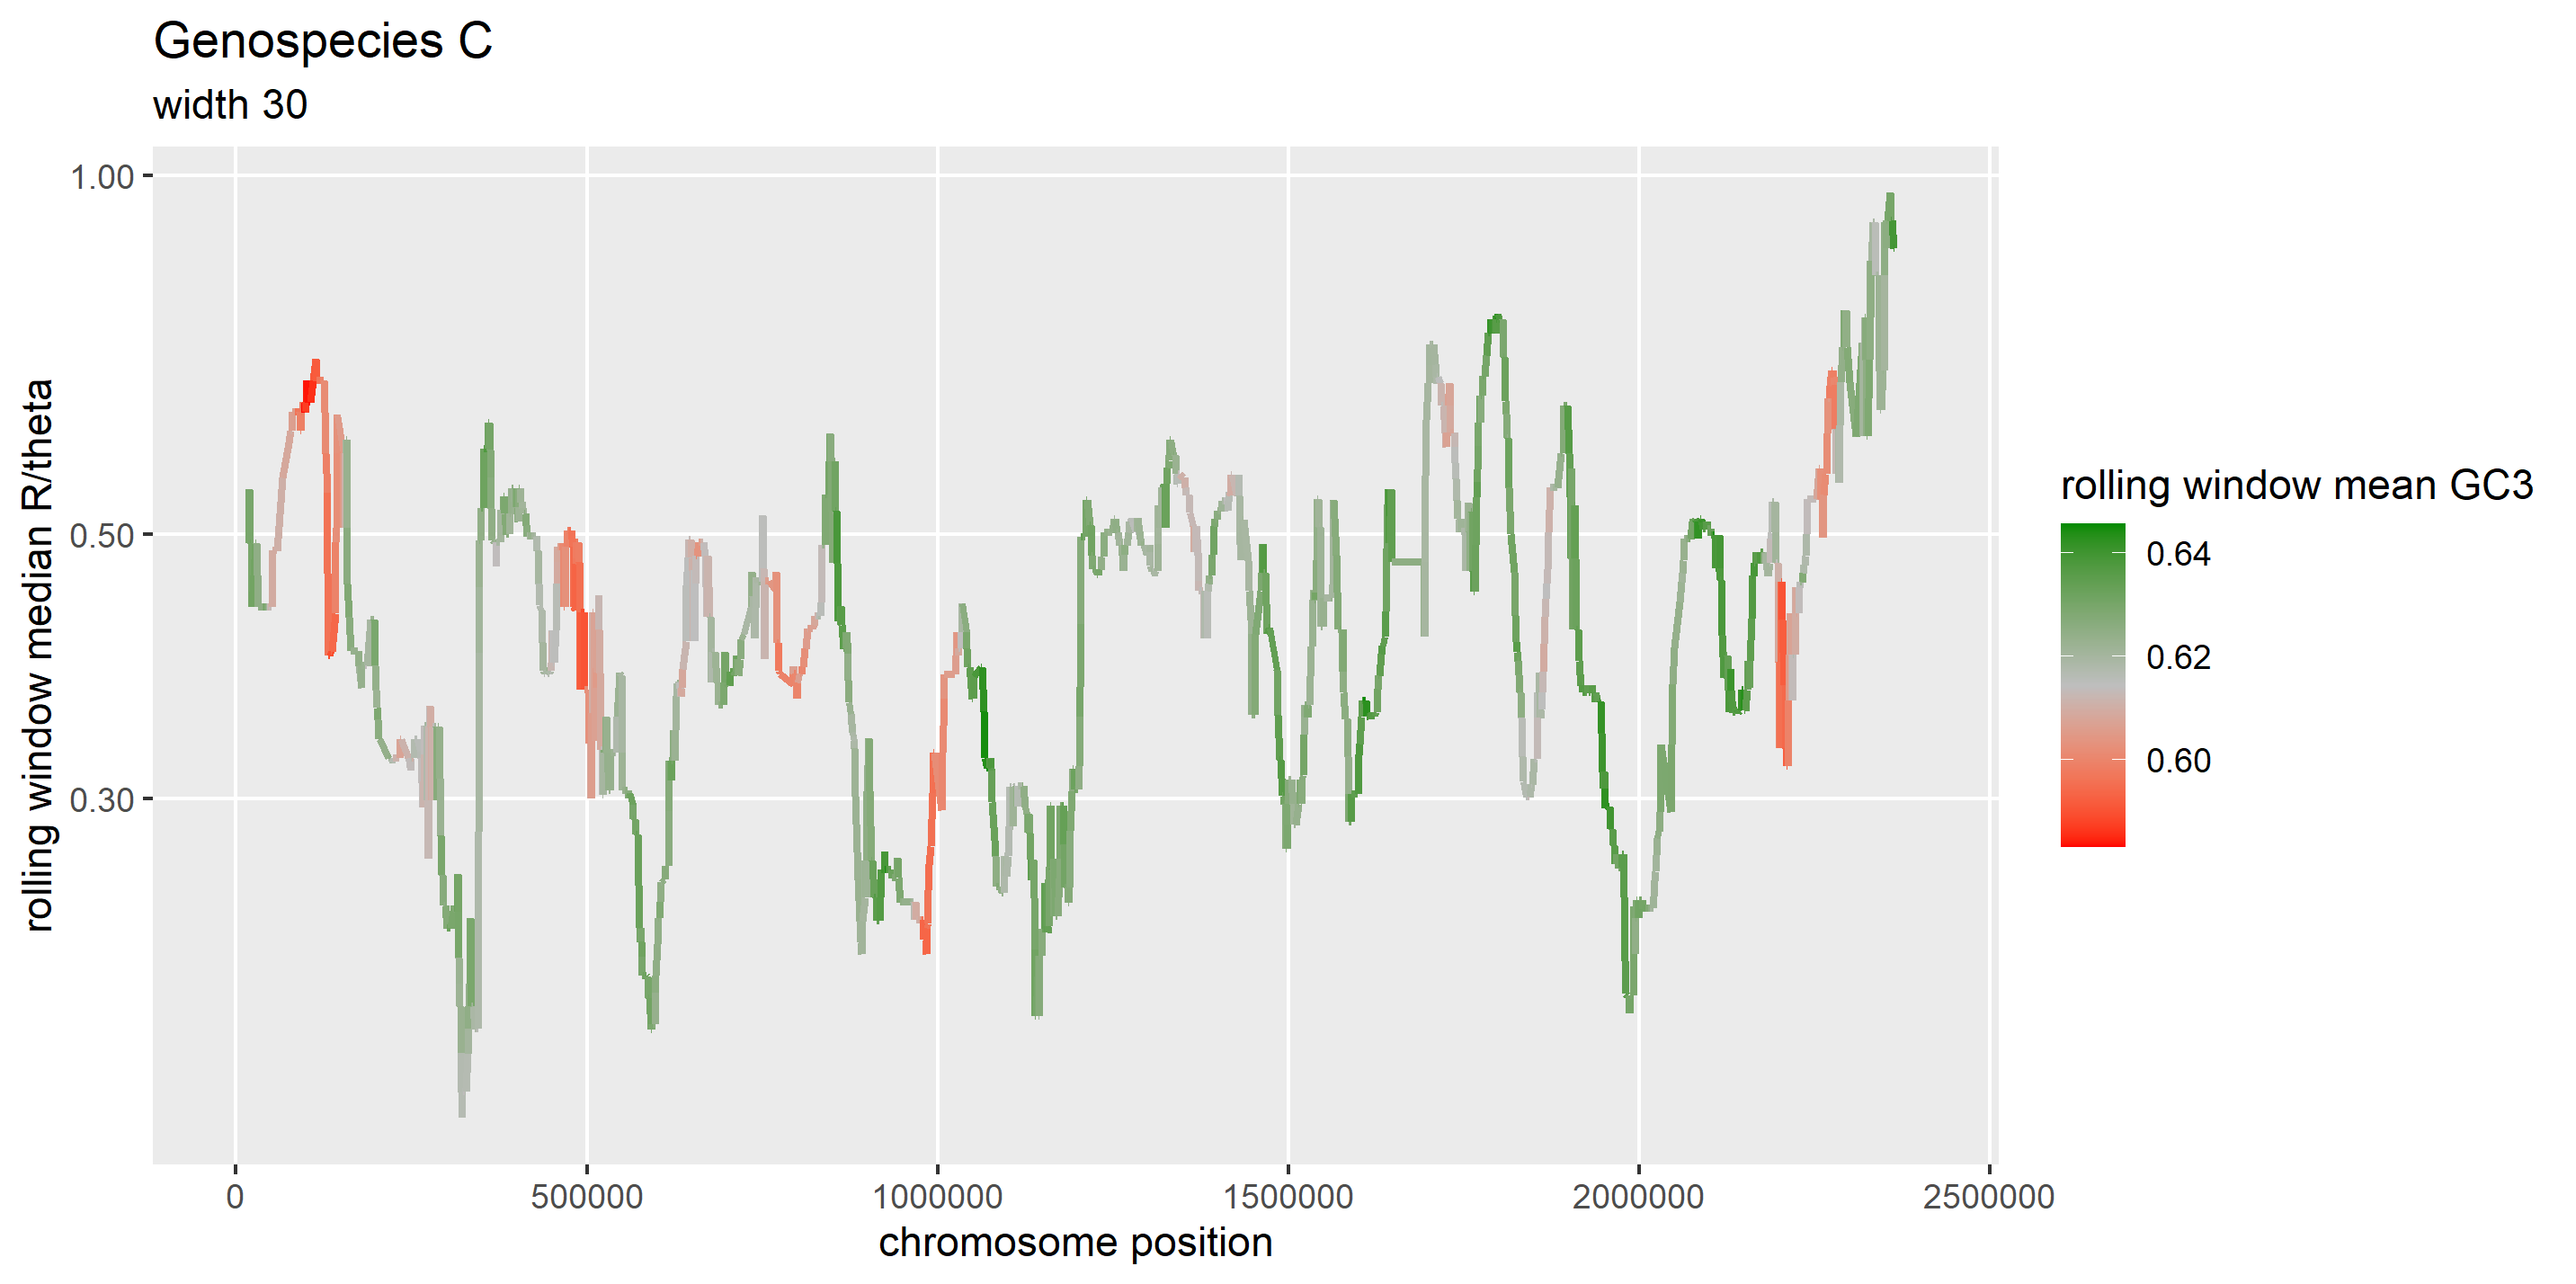 Genospecies C
width 30
1.00
0.50
0.30
rolling window median R/theta
0
500000
1000000
1500000
2000000
2500000
chromosome position
rolling window mean GC3
0.64
0.62
0.60